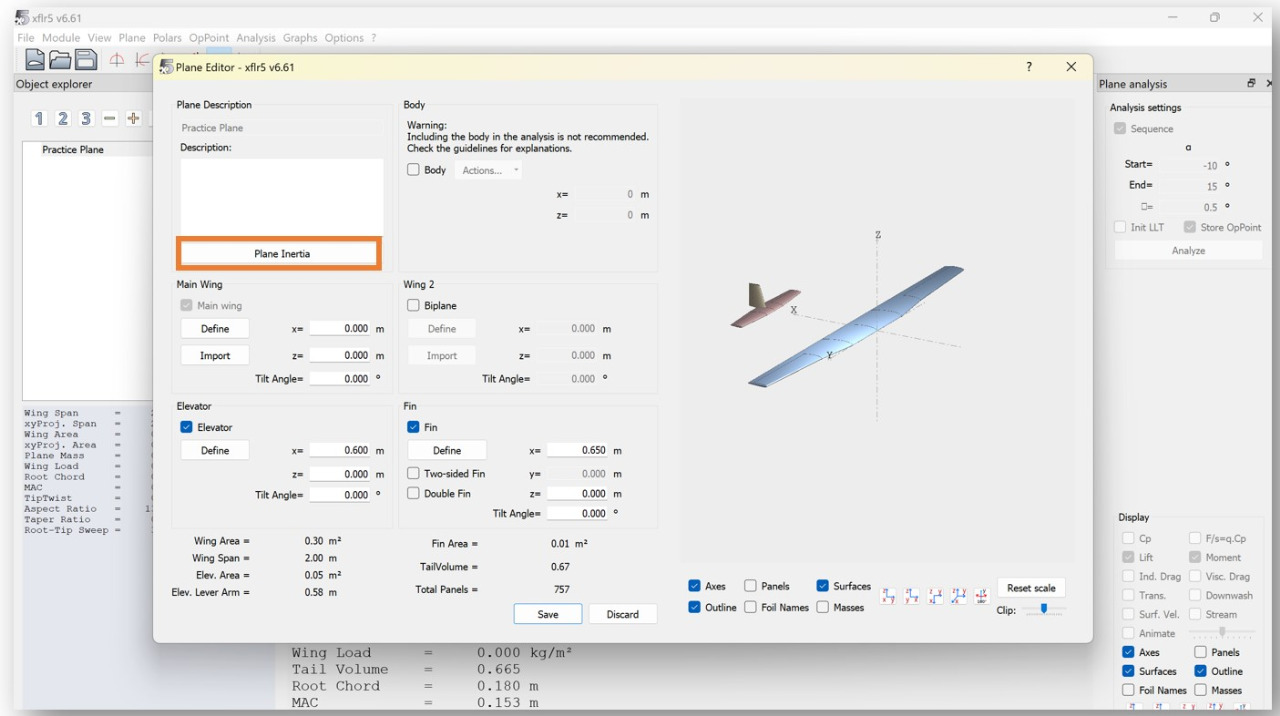 xflr5 v6.61
File Module View Plane Polars OpPoint Analysis Graphs Options ?
Object explorer
1 2 3
Practice Plane
Wing Span =
xyProj. Span =
Wing Area =
xyProj. Area =
Plane Mass =
Wing Load =
Root Chord =
MAC =
TipTwist =
Aspect Ratio =
Taper Ratio =
Root-Tip Sweep =
Plane Editor - xflr5 v6.61
?
Plane Description
Practice Plane
Description:
Plane Inertia
Body
Warning:
Including the body in the analysis is not recommended.
Check the guidelines for explanations.
Body Actions...
x= 0 m
z= 0 m
Main Wing
Main wing
Define x= 0.000 m
Import z= 0.000 m
Tilt Angle= 0.000 °
Wing 2
Biplane
Define x= 0.000 m
Import z= 0.000 m
Tilt Angle= 0.000 °
Elevator
Elevator
Define x= 0.600 m
z= 0.000 m
Tilt Angle= 0.000 °
Fin
Fin
Define x= 0.650 m
Two-sided Fin y= 0.000 m
Double Fin z= 0.000 m
Tilt Angle= 0.000 °
Wing Area = 0.30 m²
Wing Span = 2.00 m
Elev. Area = 0.05 m²
Elev. Lever Arm = 0.58 m
Fin Area = 0.01 m²
TailVolume = 0.67
Total Panels = 757
Save Discard
Z
X
Y
Axes Panels Surfaces
Outline Foil Names Masses
Reset scale
Clip:
Wing Load = 0.000 kg/m²
Tail Volume = 0.665
Root Chord = 0.180 m
MAC = 0.153 m
Plane analysis
Analysis settings
Sequence
α
Start= -10 °
End= 15 °
= 0.5 °
Init LLT Store OpPoint
Analyze
Display
Cp F/s=q.Cp
Lift Moment
Ind. Drag Visc. Drag
Trans. Downwash
Surf. Vel. Stream
Animate
Axes Panels
Surfaces Outline
Foil Names Masses